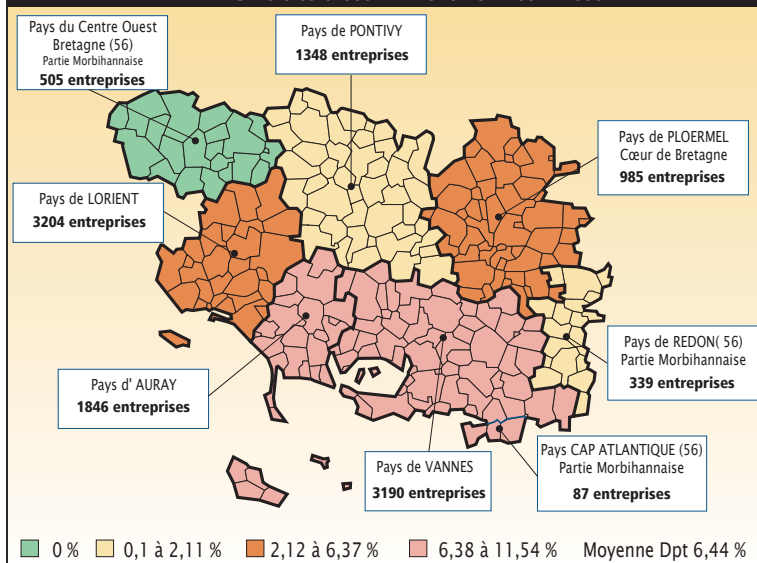 Pays du Centre Ouest
Bretagne (56)
Partie Morbihannaise
505 entreprises
Pays de PONTIVY
1348 entreprises
Pays de PLOERMEL
Cœur de Bretagne
985 entreprises
Pays de LORIENT
3204 entreprises
Pays de REDON( 56)
Partie Morbihannaise
339 entreprises
Pays d' AURAY
1846 entreprises
Pays de VANNES
3190 entreprises
Pays CAP ATLANTIQUE (56)
Partie Morbihannaise
87 entreprises
0 % 0,1 à 2,11 % 2,12 à 6,37 % 6,38 à 11,54 % Moyenne Dpt 6,44 %